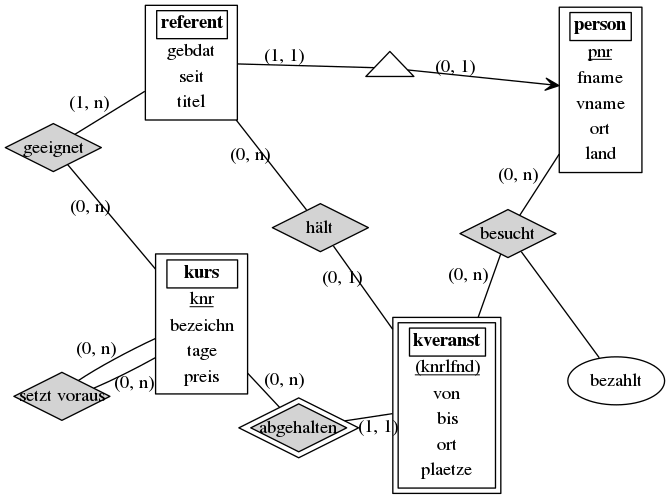 referent
gebdat
seit
titel
person
pnr
fname
vname
ort
land
(1, 1)
(0, 1)
(1, n)
geeignet
(0, n)
(0, n)
hält
(0, 1)
(0, n)
besucht
(0, n)
bezahlt
kurs
knr
bezeichn
tage
preis
(0, n)
(0, n)
setzt voraus
(0, n)
abgehalten
(1, 1)
kveranst
(knrlfnd)
von
bis
ort
plaetze